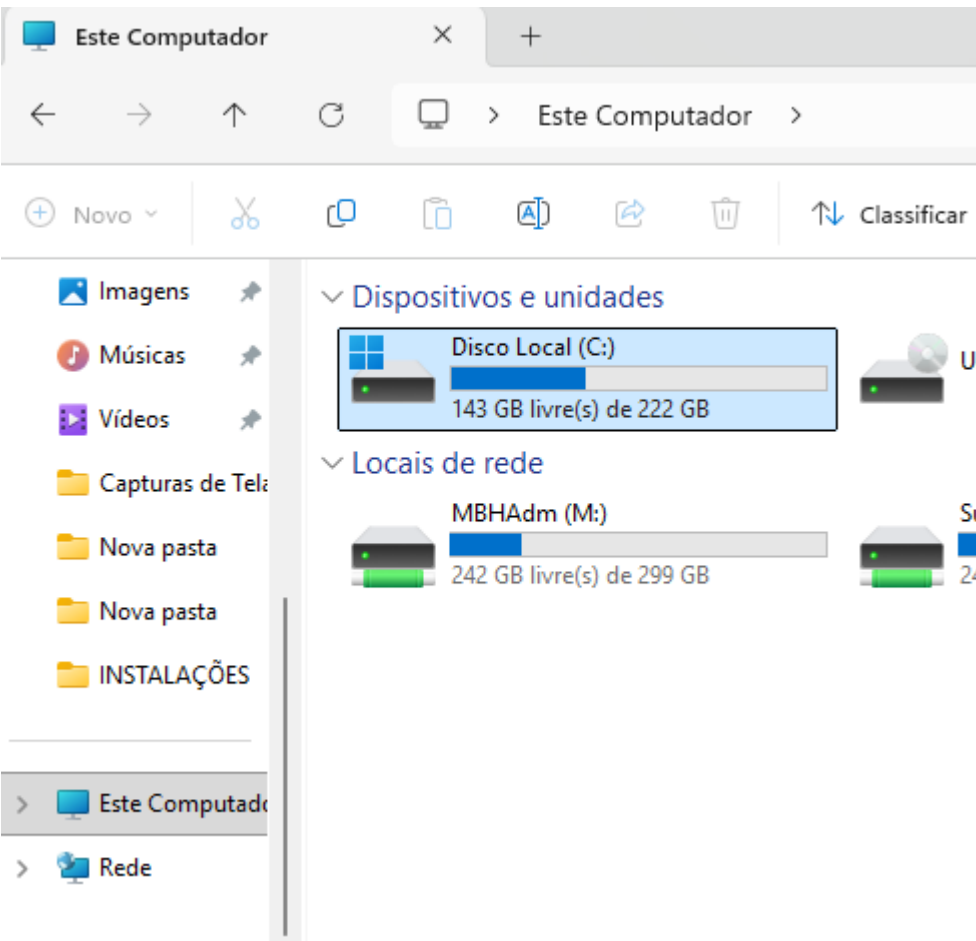 Este Computador
Este Computador
Novo
Classificar
Imagens
Músicas
Vídeos
Capturas de Tela
Nova pasta
Nova pasta
INSTALAÇÕES
Este Computado
Rede
Dispositivos e unidades
Disco Local (C:)
143 GB livre(s) de 222 GB
U
Locais de rede
MBHAdm (M:)
242 GB livre(s) de 299 GB
Su
24